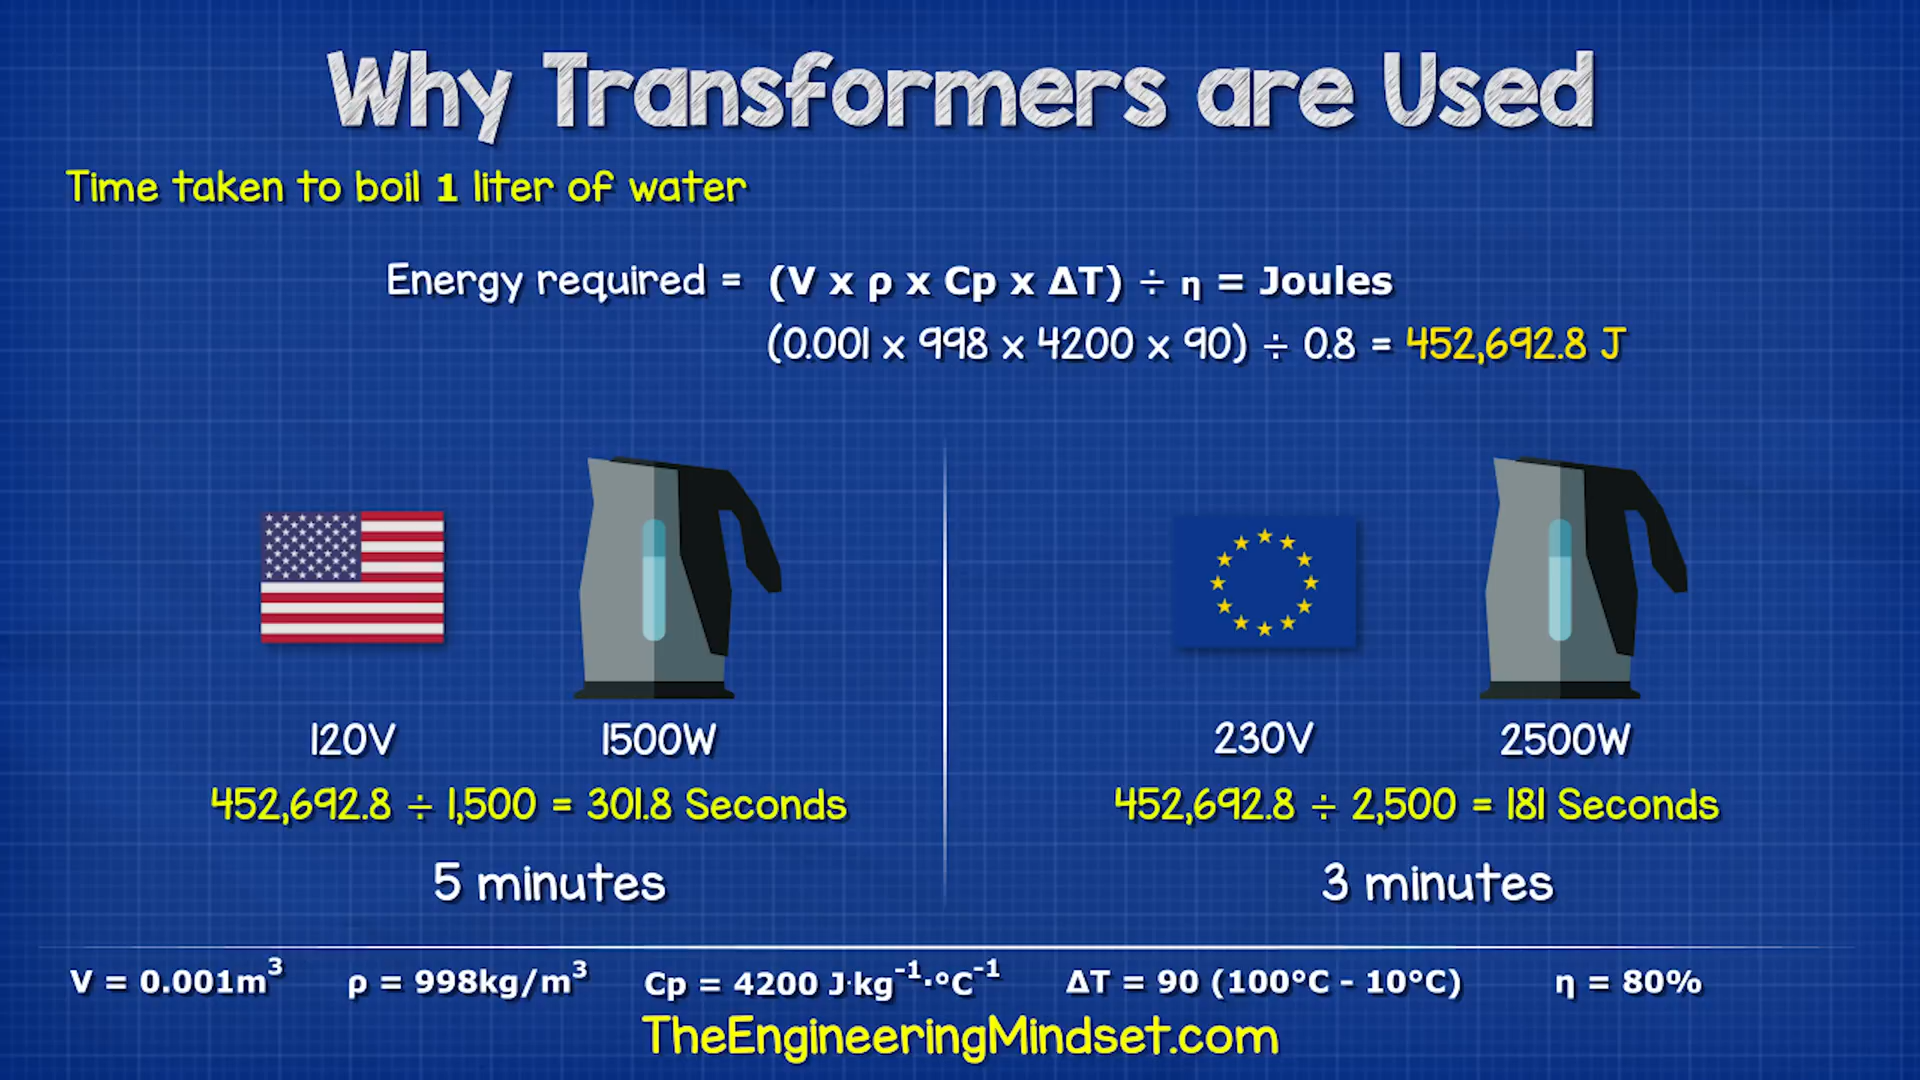 Why Transformers are Used
Time taken to boil 1 liter of water
Energy required = (V x ρ x Cp x ΔT) ÷ η = Joules
(0.001 x 998 x 4200 x 90) ÷ 0.8 = 452,692.8 J
120V 1500W
452,692.8 ÷ 1,500 = 301.8 Seconds
5 minutes
230V 2500W
452,692.8 ÷ 2,500 = 181 Seconds
3 minutes
V = 0.001m³ ρ = 998kg/m³ Cp = 4200 J·kg⁻¹·°C⁻¹ ΔT = 90 (100°C - 10°C) η = 80%
TheEngineeringMindset.com